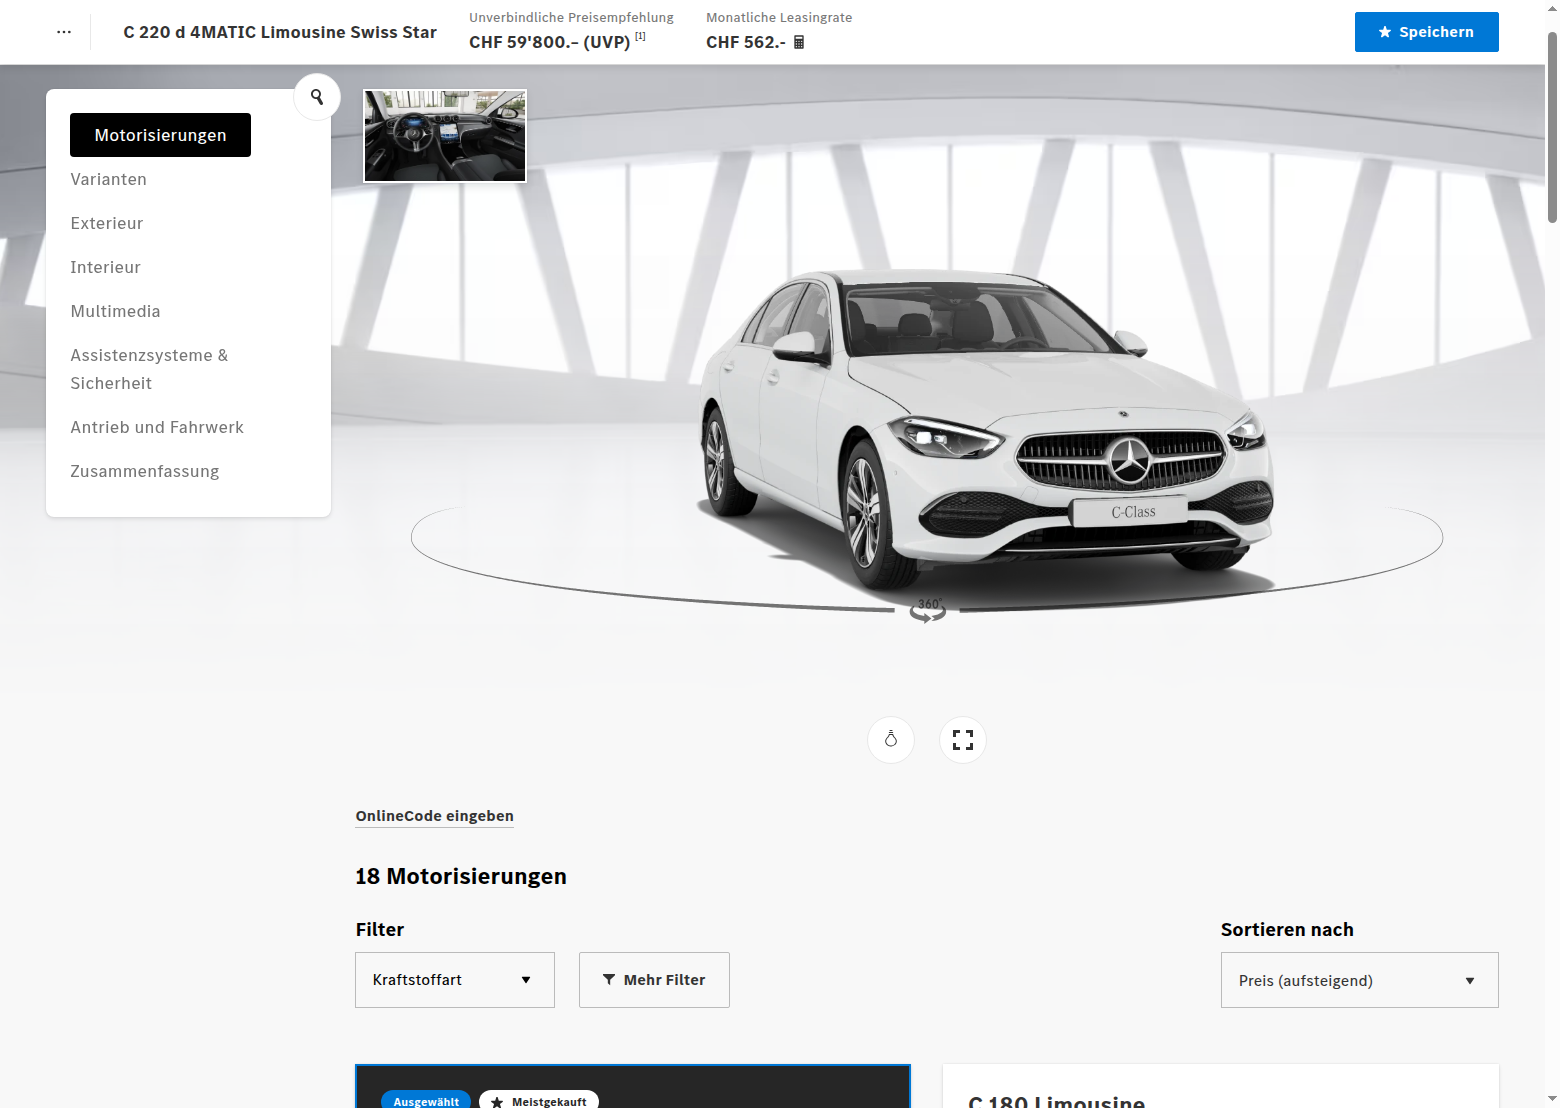 C 220 d 4MATIC Limousine Swiss Star
Unverbindliche Preisempfehlung
CHF 59'800.– (UVP) [1]
Monatliche Leasingrate
CHF 562.-
Speichern
Motorisierungen
Varianten
Exterieur
Interieur
Multimedia
Assistenzsysteme &
Sicherheit
Antrieb und Fahrwerk
Zusammenfassung
C-Class
360°
OnlineCode eingeben
18 Motorisierungen
Filter
Sortieren nach
Kraftstoffart
Mehr Filter
Preis (aufsteigend)
Ausgewählt
Meistgekauft
C 180 Limousine